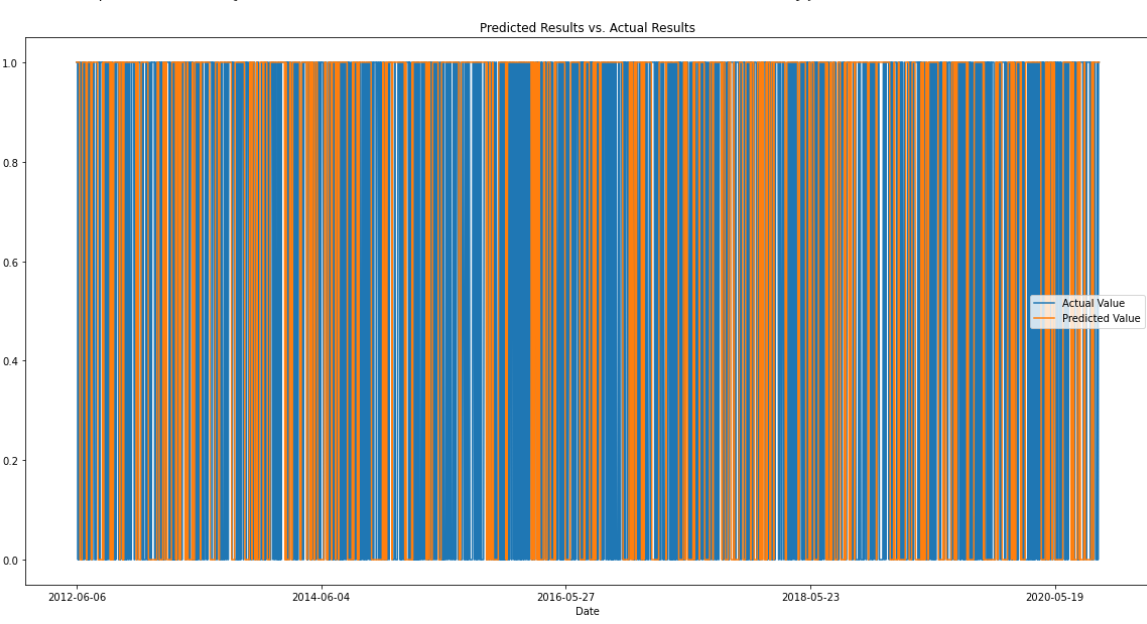 Predicted Results vs. Actual Results
1.0
0.8
0.6
0.4
0.2
0.0
Actual Value
Predicted Value
2012-06-06
2014-06-04
2016-05-27
2018-05-23
2020-05-19
Date